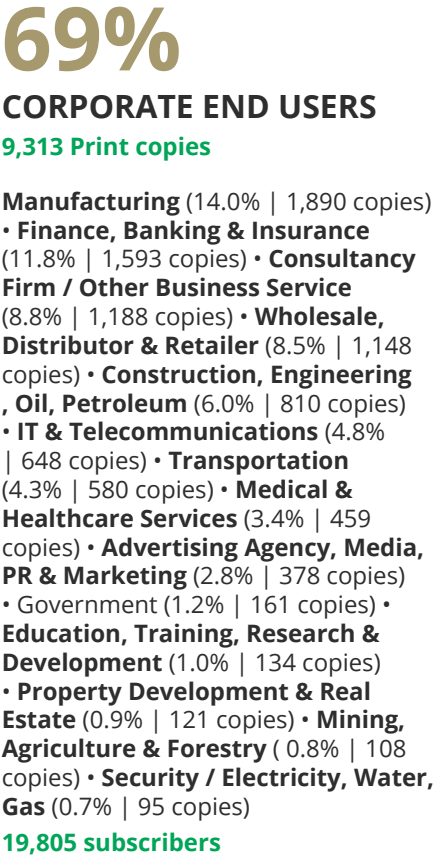 69%
CORPORATE END USERS
9,313 Print copies
Manufacturing (14.0% | 1,890 copies)
• Finance, Banking & Insurance
(11.8% | 1,593 copies) • Consultancy
Firm / Other Business Service
(8.8% | 1,188 copies) • Wholesale,
Distributor & Retailer (8.5% | 1,148
copies) • Construction, Engineering
, Oil, Petroleum (6.0% | 810 copies)
• IT & Telecommunications (4.8%
| 648 copies) • Transportation
(4.3% | 580 copies) • Medical &
Healthcare Services (3.4% | 459
copies) • Advertising Agency, Media,
PR & Marketing (2.8% | 378 copies)
• Government (1.2% | 161 copies) •
Education, Training, Research &
Development (1.0% | 134 copies)
• Property Development & Real
Estate (0.9% | 121 copies) • Mining,
Agriculture & Forestry ( 0.8% | 108
copies) • Security / Electricity, Water,
Gas (0.7% | 95 copies)
19,805 subscribers